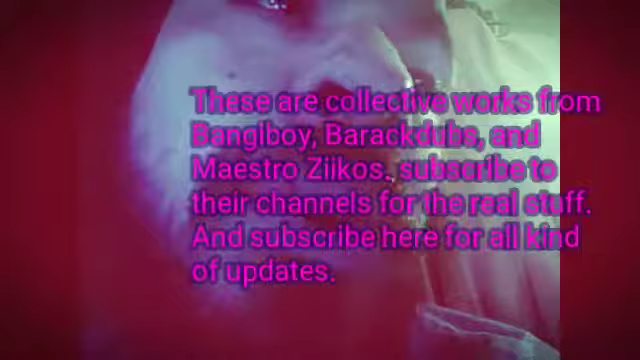 These are collective works from
Banglboy, Barackdubs, and
Maestro Ziikos., subscribe to
their channels for the real stuff.
And subscribe here for all kind
of updates.